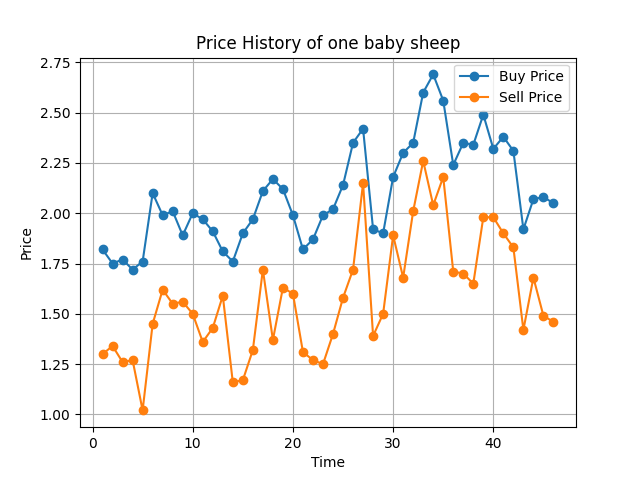 Price History of one baby sheep
Buy Price
Sell Price
2.75
2.50
2.25
2.00
1.75
1.50
1.25
1.00
Price
0 10 20 30 40
Time